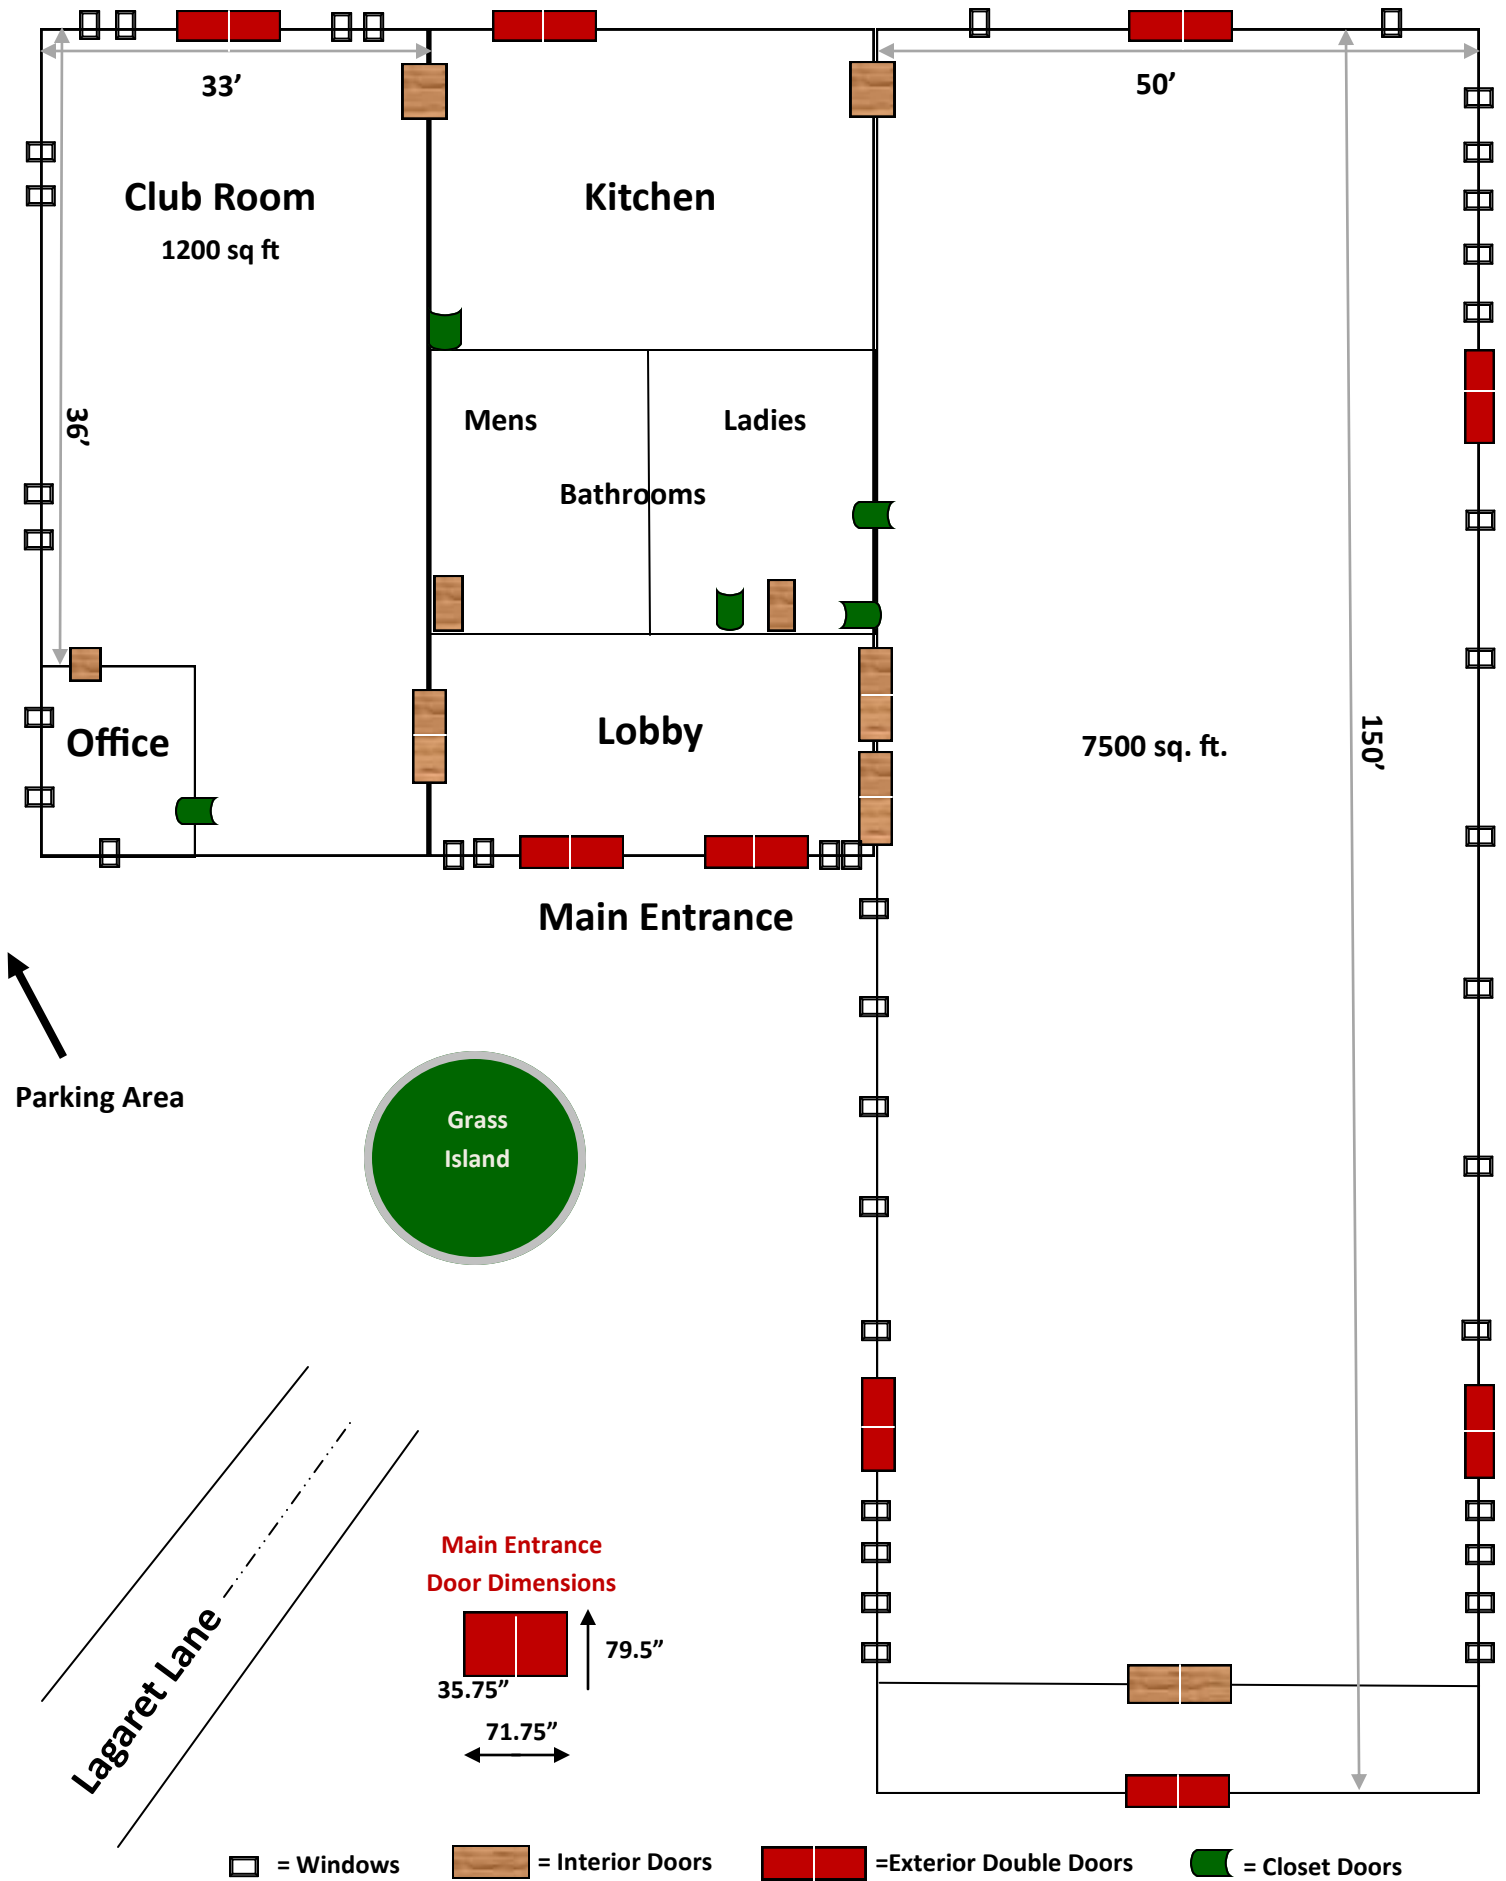 33’
50’
Club Room
1200 sq ft
Kitchen
36’
Mens
Ladies
Bathrooms
Office
Lobby
7500 sq. ft.
150’
Main Entrance
Parking Area
Grass
Island
Lagaret Lane
Main Entrance
Door Dimensions
79.5”
35.75”
71.75”
= Windows
= Interior Doors
=Exterior Double Doors
= Closet Doors